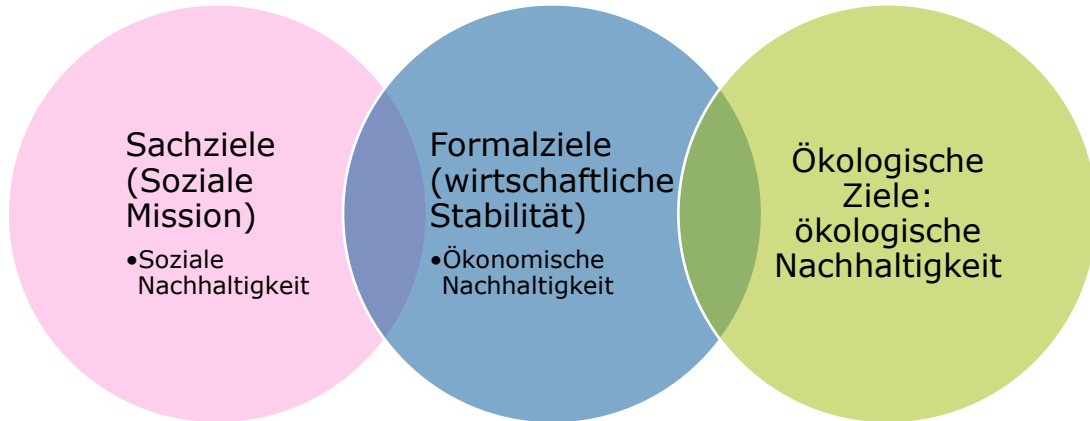 Sachziele
(Soziale
Mission)
•Soziale
Nachhaltigkeit
Formalziele
(wirtschaftliche
Stabilität)
•Ökonomische
Nachhaltigkeit
Ökologische
Ziele:
ökologische
Nachhaltigkeit